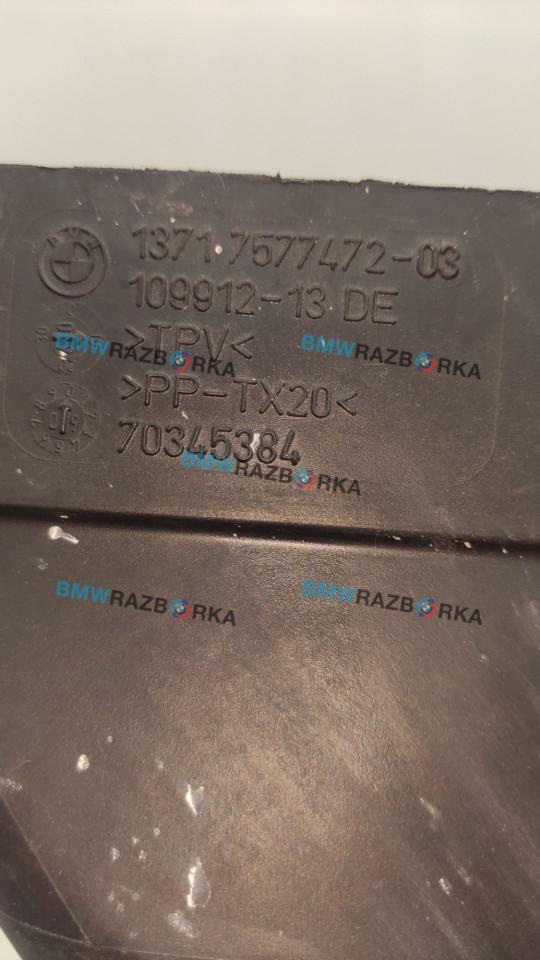 1371 7577472-03
109912-13 DE
>TPV<
BMWRAZBORKA BMWRAZBORKA
>PP-TX20<
70345384
BMWRAZBORKA
BMWRAZBORKA BMWRAZBORKA